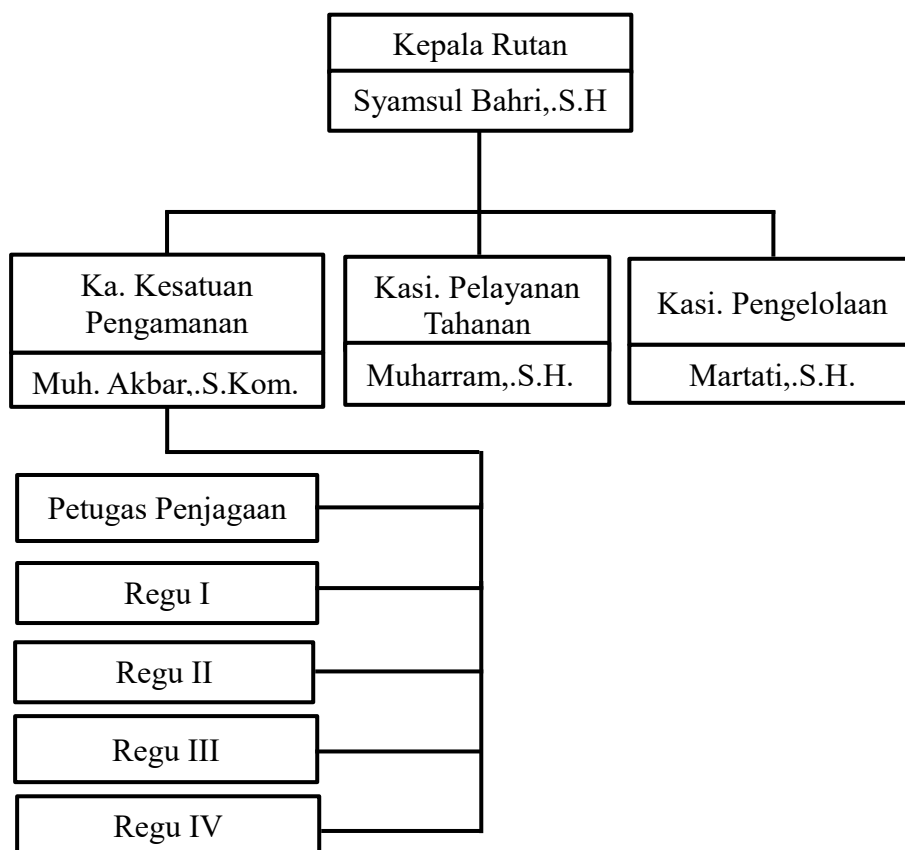 Kepala Rutan
Syamsul Bahri,.S.H
Ka. Kesatuan
Pengamanan
Muh. Akbar,.S.Kom.
Kasi. Pelayanan
Tahanan
Muharram,.S.H.
Kasi. Pengelolaan
Martati,.S.H.
Petugas Penjagaan
Regu I
Regu II
Regu III
Regu IV